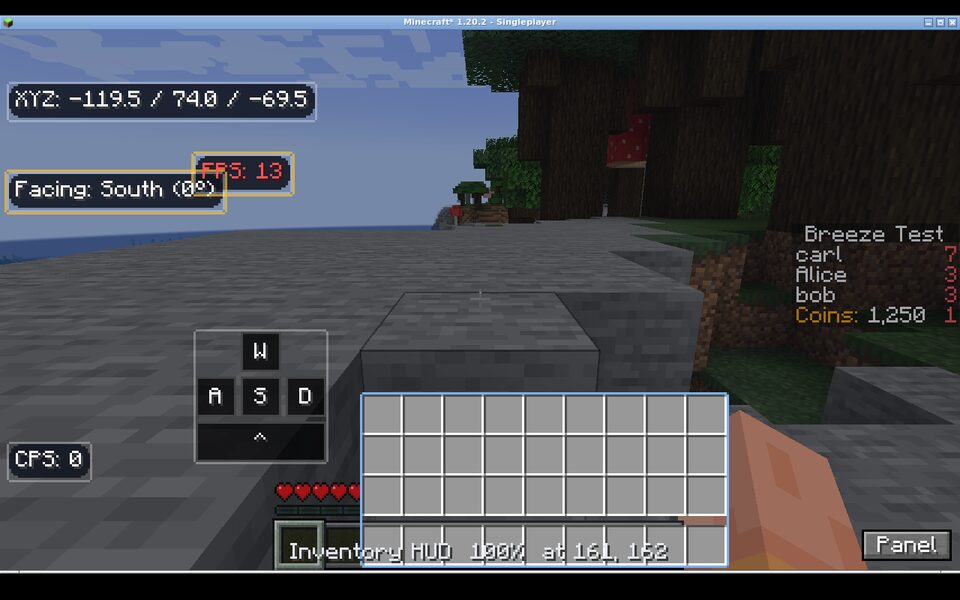 Minecraft* 1.20.2 - Singleplayer
XYZ: -119.5 / 74.0 / -69.5
FPS: 13
Facing: South (0º)
Breeze Test
carl 7
Alice 3
bob 3
Coins: 1,250 1
W
A S D
^
CPS: 0
Inventory HUD 100% at 161, 162
Panel